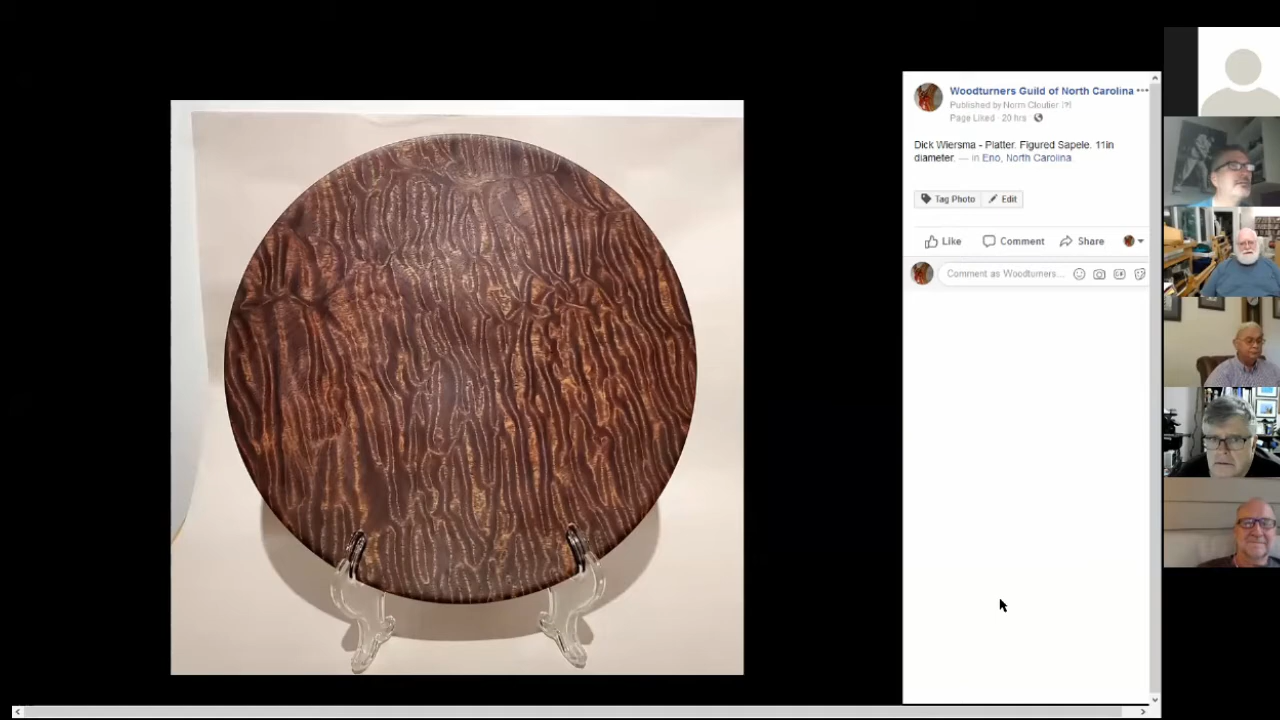 Woodturners Guild of North Carolina
Published by Norm Cloutier [?]
Page Liked · 20 hrs ·
Dick Wiersma - Platter. Figured Sapele. 11in
diameter. — in Eno, North Carolina.
Tag Photo Edit
Like Comment Share
Comment as Woodturners...